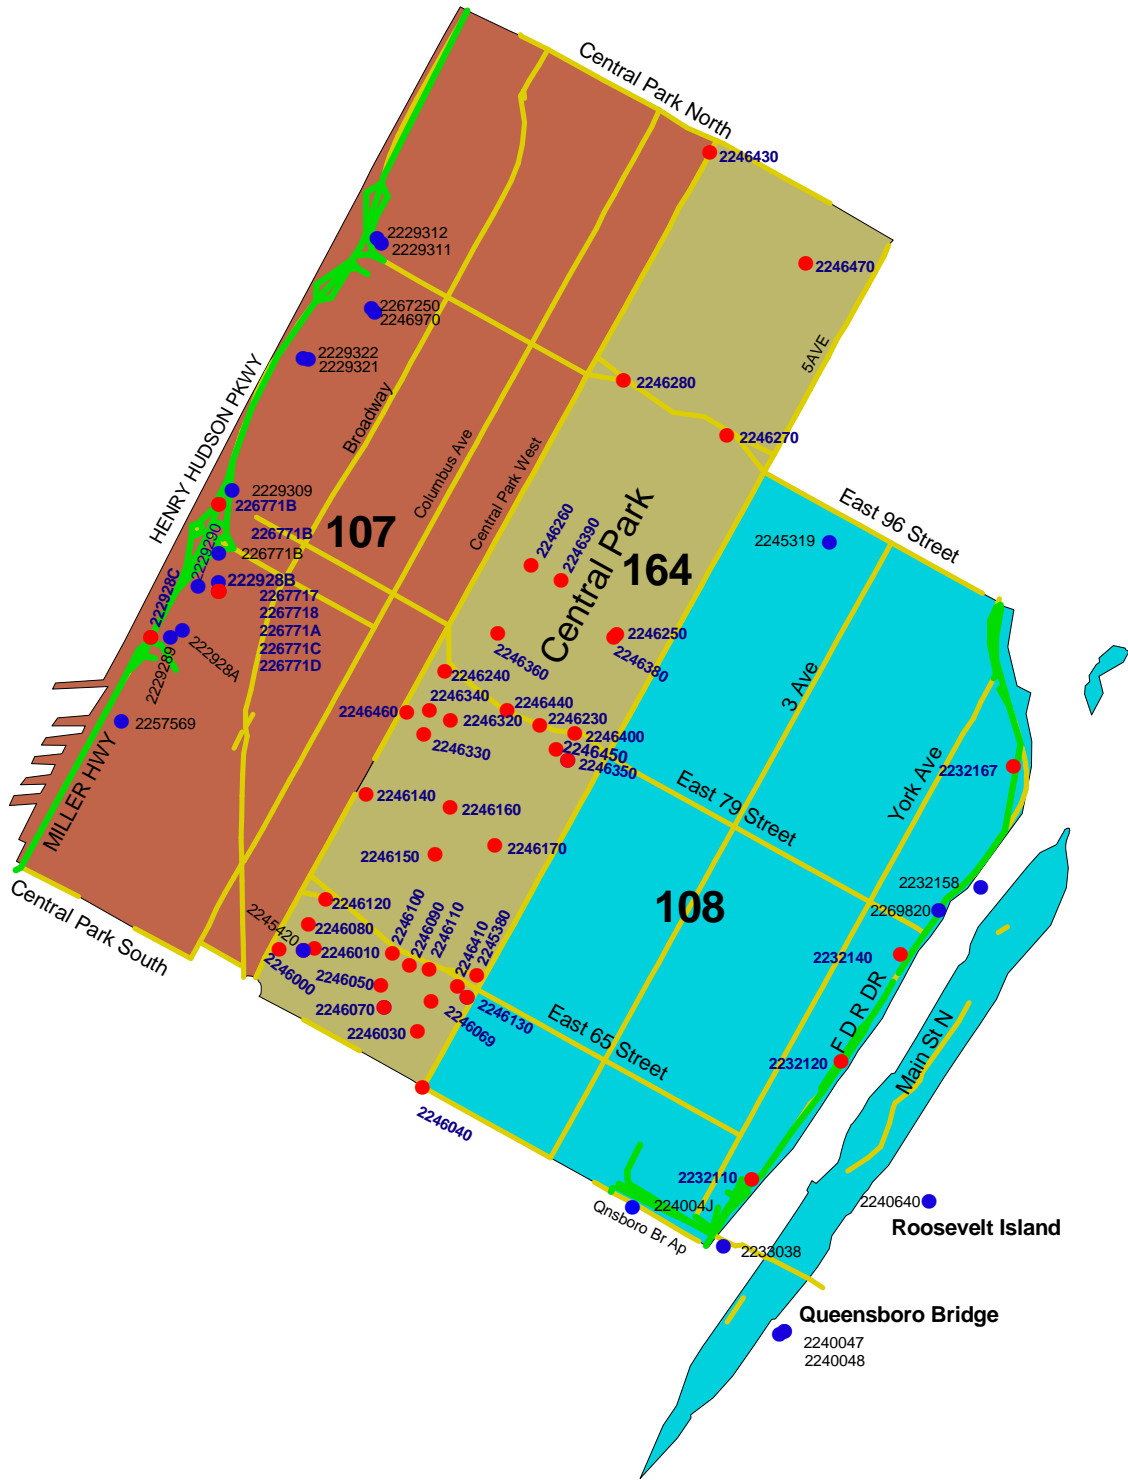 Central Park North
2246430
2229312
2229311
2246470
2267250
2246970
2229322
2229321
5AVE
HENRY HUDSON PKWY
Broadway
2246280
Columbus Ave
Central Park West
2246270
2229309
226771B
107
226771B
2229290
226771B
2246260
2246390
Central Park
164
East 96 Street
2245319
222928C
222928B
2267717
2267718
226771A
226771C
226771D
2229289
222928A
2246250
2246380
2246360
2246240
2246340
2246440
2246460
2246320
2246230
2246400
2246330
2246450
2246350
3 Ave
2257569
MILLER HWY
York Ave
2232167
East 79 Street
2246140
2246160
2246170
2246150
2232158
108
2269820
Central Park South
2246120
2246100
2246090
2246110
2246410
2245380
2245420
2246080
2246010
2246000
2232140
2246050
2246070
2246030
2246069
2246130
East 65 Street
F D R DR
Main St N
2232120
2246040
2232110
224004J
Qnsboro Br Ap
2240640
Roosevelt Island
2233038
Queensboro Bridge
2240047
2240048